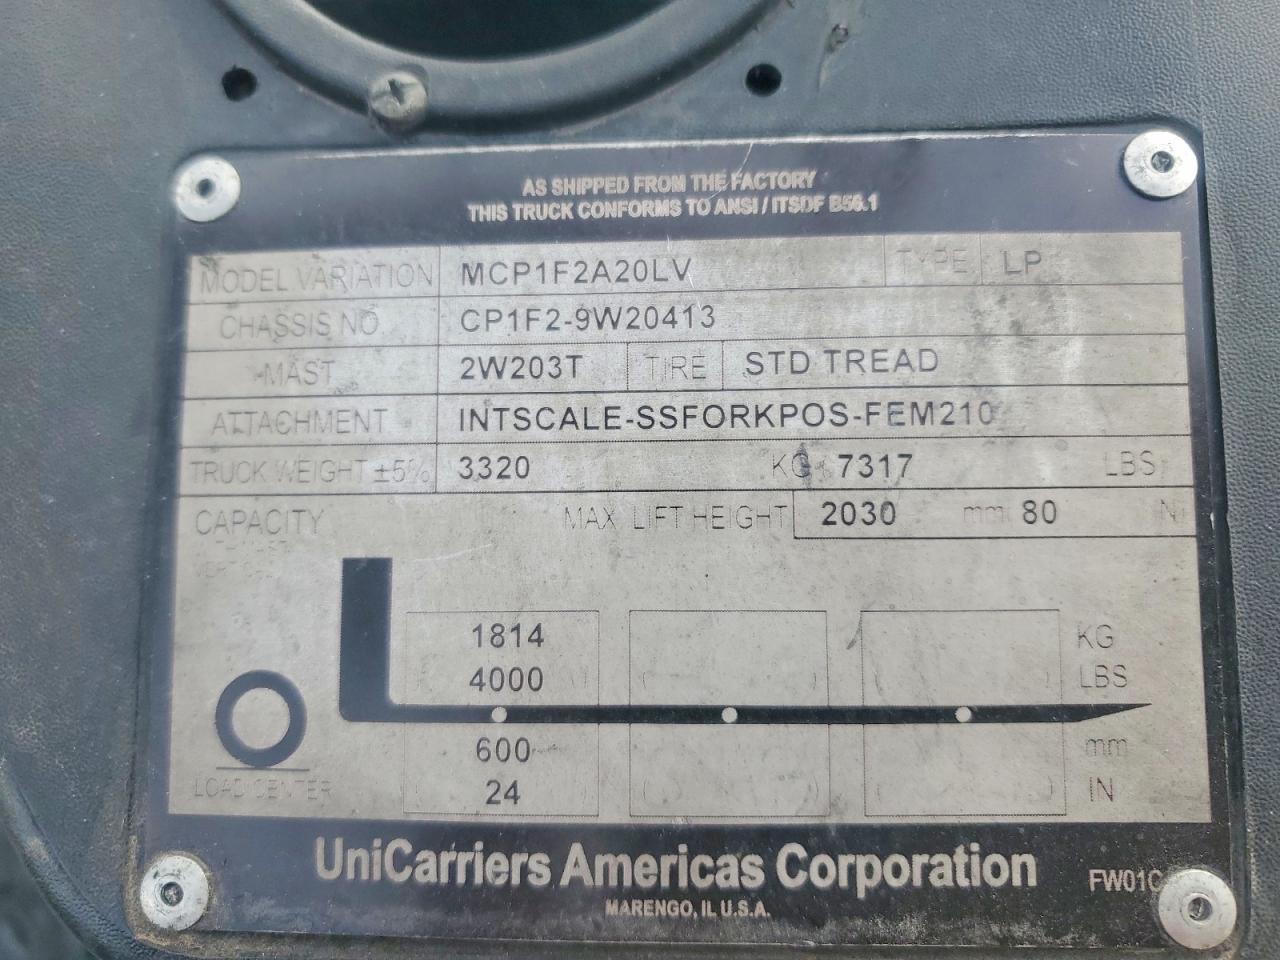 AS SHIPPED FROM THE FACTORY
THIS TRUCK CONFORMS TO ANSI / ITSDF B56.1
MODEL VARIATION MCP1F2A20LV TYPE LP
CHASSIS NO CP1F2-9W20413
MAST 2W203T TIRE STD TREAD
ATTACHMENT INTSCALE-SSFORKPOS-FEM210
TRUCK WEIGHT ±5% 3320 KG 7317 LBS
CAPACITY MAX LIFT HEIGHT 2030 mm 80 IN
1814 KG
4000 LBS
600 mm
LOAD CENTER 24 IN
UniCarriers Americas Corporation
MARENGO, IL U.S.A.
FW01C